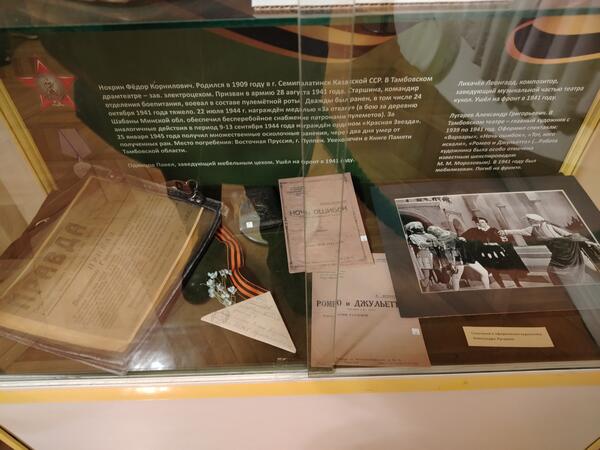 Нокрин Фёдор Корнилович. Родился в 1909 году в г. Семипалатинск Казахской ССР. В Тамбовском
драмтеатре – зав. электроцехом. Призван в армию 28 августа 1941 года. Старшина, командир
отделения боепитания, воевал в составе пулемётной роты. Дважды был ранен, в том числе 24
октября 1941 года тяжело. 22 июля 1944 г. награждён медалью «За отвагу» (в бою за деревню
Шабаны Минской обл. обеспечил бесперебойное снабжение патронами пулеметов). За
аналогичные действия в период 9-13 сентября 1944 года награждён орденом «Красная Звезда».
15 января 1945 года получил множественные осколочные ранения, через два дня умер от
полученных ран. Место погребения: Восточная Пруссия, г. Пуппен. Увековечен в Книге Памяти
Тамбовской области.
Павел, заведующий мебельным цехом. Ушёл на фронт в 1941 году.
Лихачёв Леонгард, композитор,
заведующий музыкальной частью театра
кукол. Ушёл на фронт в 1941 году.
Лугарев Александр Григорьевич. В
Тамбовском театре – главный художник с
1939 по 1941 год. Оформил спектакли:
«Варвары», «Ночь ошибок», «Тот, кого
искали», «Ромео и Джульетта» (
художника была особо отмечена
известным шекспироведом
М. М. Морозовым). В 1941 году был
мобилизован. Погиб на фронте.
НОЧЬ ОШИБОК
РОМЕО и ДЖУЛЬЕТТА